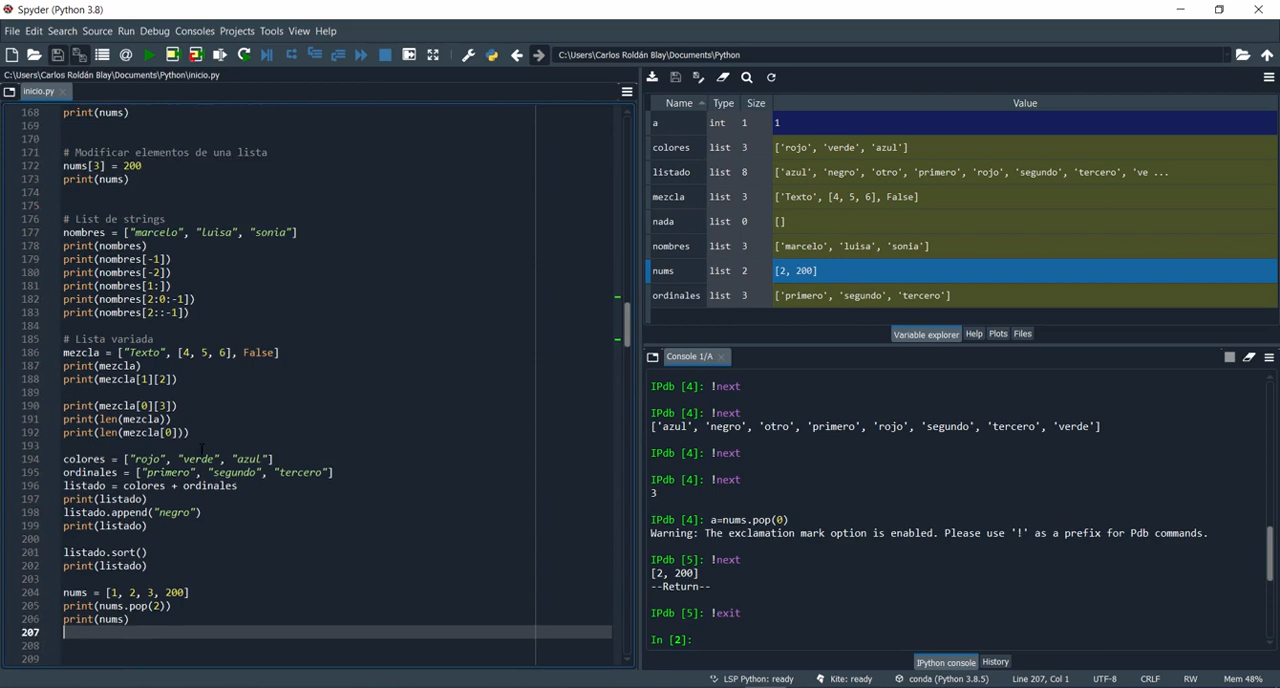 Spyder (Python 3.8)
File Edit Search Source Run Debug Consoles Projects Tools View Help
C:\Users\Carlos Roldán Blay\Documents\Python
C:\Users\Carlos Roldán Blay\Documents\Python\inicio.py
inicio.py
168 print(nums)
169
170
171 # Modificar elementos de una lista
172 nums[3] = 200
173 print(nums)
174
175
176 # List de strings
177 nombres = ["marcelo", "luisa", "sonia"]
178 print(nombres)
179 print(nombres[-1])
180 print(nombres[-2])
181 print(nombres[1:])
182 print(nombres[2:0:-1])
183 print(nombres[2::-1])
184
185 # Lista variada
186 mezcla = ["Texto", [4, 5, 6], False]
187 print(mezcla)
188 print(mezcla[1][2])
189
190 print(mezcla[0][3])
191 print(len(mezcla))
192 print(len(mezcla[0]))
193
194 colores = ["rojo", "verde", "azul"]
195 ordinales = ["primero", "segundo", "tercero"]
196 listado = colores + ordinales
197 print(listado)
198 listado.append("negro")
199 print(listado)
200
201 listado.sort()
202 print(listado)
203
204 nums = [1, 2, 3, 200]
205 print(nums.pop(2))
206 print(nums)
207
208
209
Name Type Size Value
a int 1 1
colores list 3 ['rojo', 'verde', 'azul']
listado list 8 ['azul', 'negro', 'otro', 'primero', 'rojo', 'segundo', 'tercero', 've ...
mezcla list 3 ['Texto', [4, 5, 6], False]
nada list 0 []
nombres list 3 ['marcelo', 'luisa', 'sonia']
nums list 2 [2, 200]
ordinales list 3 ['primero', 'segundo', 'tercero']
Variable explorer Help Plots Files
Console 1/A
IPdb [4]: !next
IPdb [4]: !next
['azul', 'negro', 'otro', 'primero', 'rojo', 'segundo', 'tercero', 'verde']
IPdb [4]: !next
IPdb [4]: !next
3
IPdb [4]: a=nums.pop(0)
Warning: The exclamation mark option is enabled. Please use '!' as a prefix for Pdb commands.
IPdb [5]: !next
[2, 200]
--Return--
IPdb [5]: !exit
In [2]:
IPython console History
LSP Python: ready Kite: ready conda (Python 3.8.5) Line 207, Col 1 UTF-8 CRLF RW Mem 48%